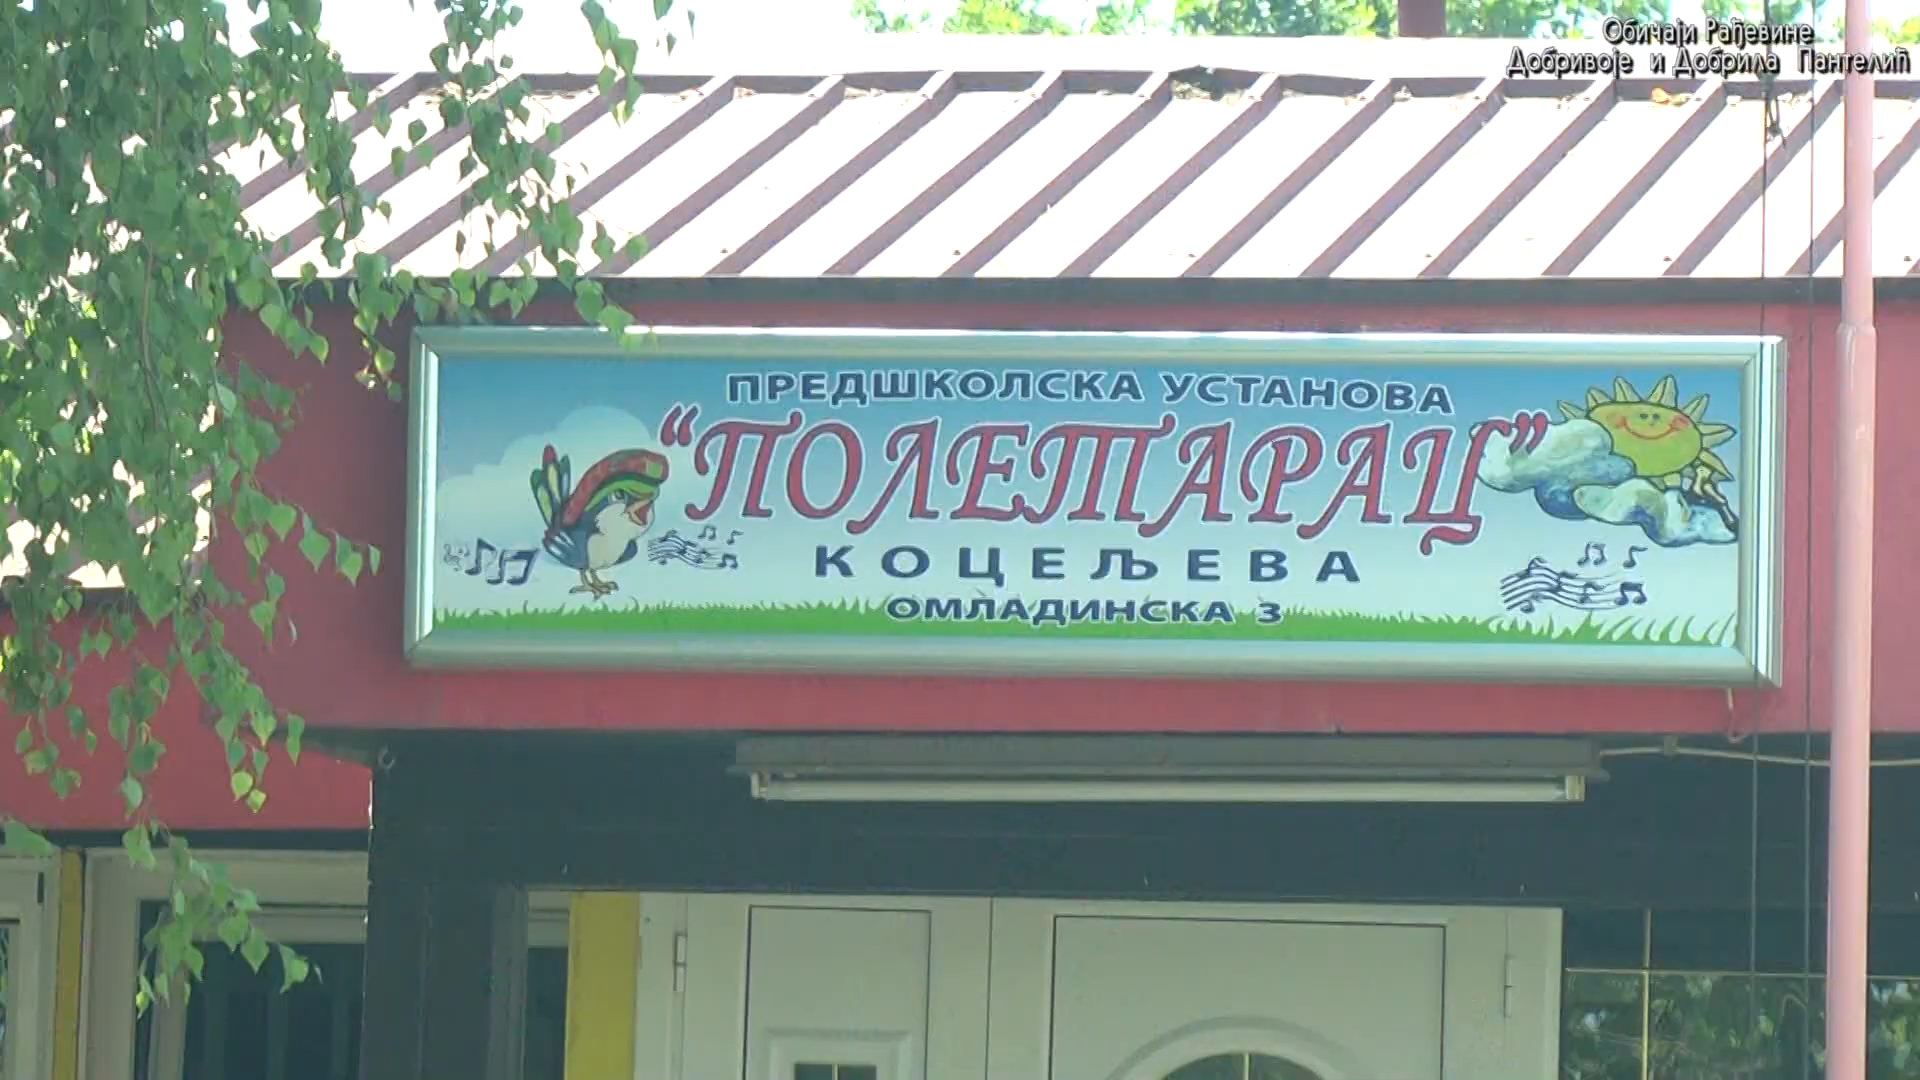 Обичаји Рађевине
Добривоје и Добрила Пантелић
ПРЕДШКОЛСКА УСТАНОВА
“ПОЛЕТАРАЦ”
КОЦЕЉЕВА
ОМЛАДИНСКА 3